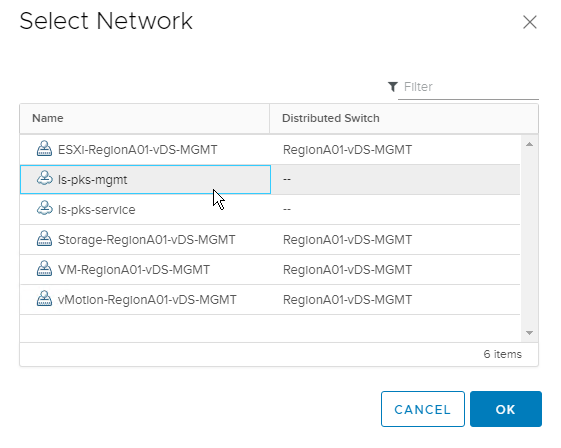 Select Network
Filter
Name Distributed Switch
ESXi-RegionA01-vDS-MGMT RegionA01-vDS-MGMT
ls-pks-mgmt --
ls-pks-service --
Storage-RegionA01-vDS-MGMT RegionA01-vDS-MGMT
VM-RegionA01-vDS-MGMT RegionA01-vDS-MGMT
vMotion-RegionA01-vDS-MGMT RegionA01-vDS-MGMT
6 items
CANCEL OK